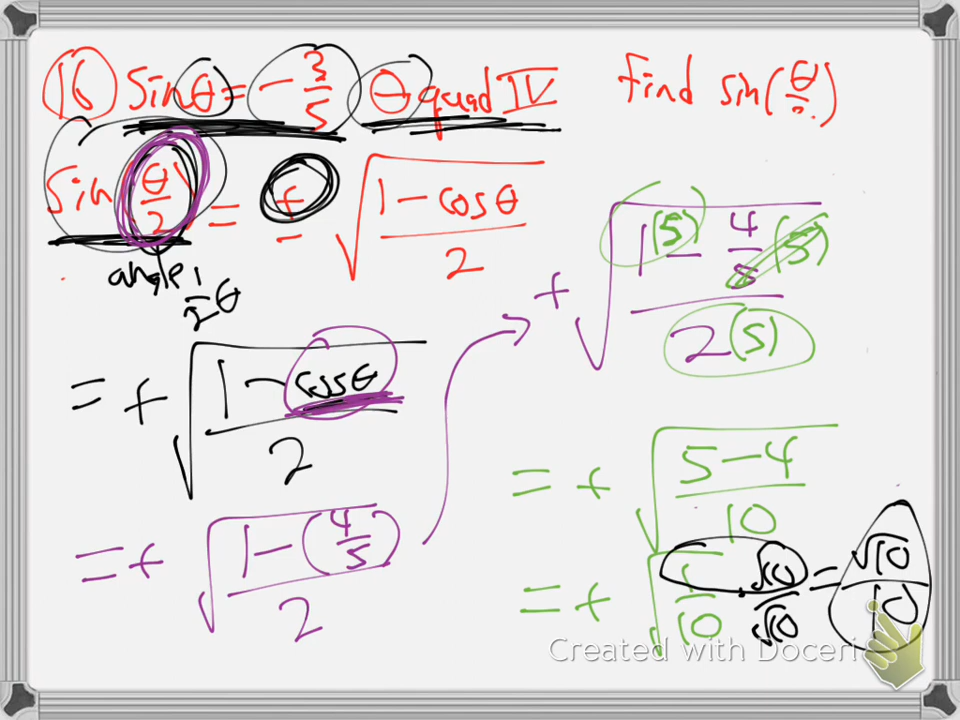 16 sin θ = - 3/5 θ quad IV find sin(θ/2)
sin(θ/2) = ± √((1 - cos θ)/2)
angle 1/2 θ
= + √((1 - cos θ)/2)
= + √((1 - (4/5))/2)
+ √((1(5) - 4/5 (5))/(2(5)))
= + √((5 - 4)/10)
= + √(1/10) · √10/√10 = √10/10
Created with Doceri